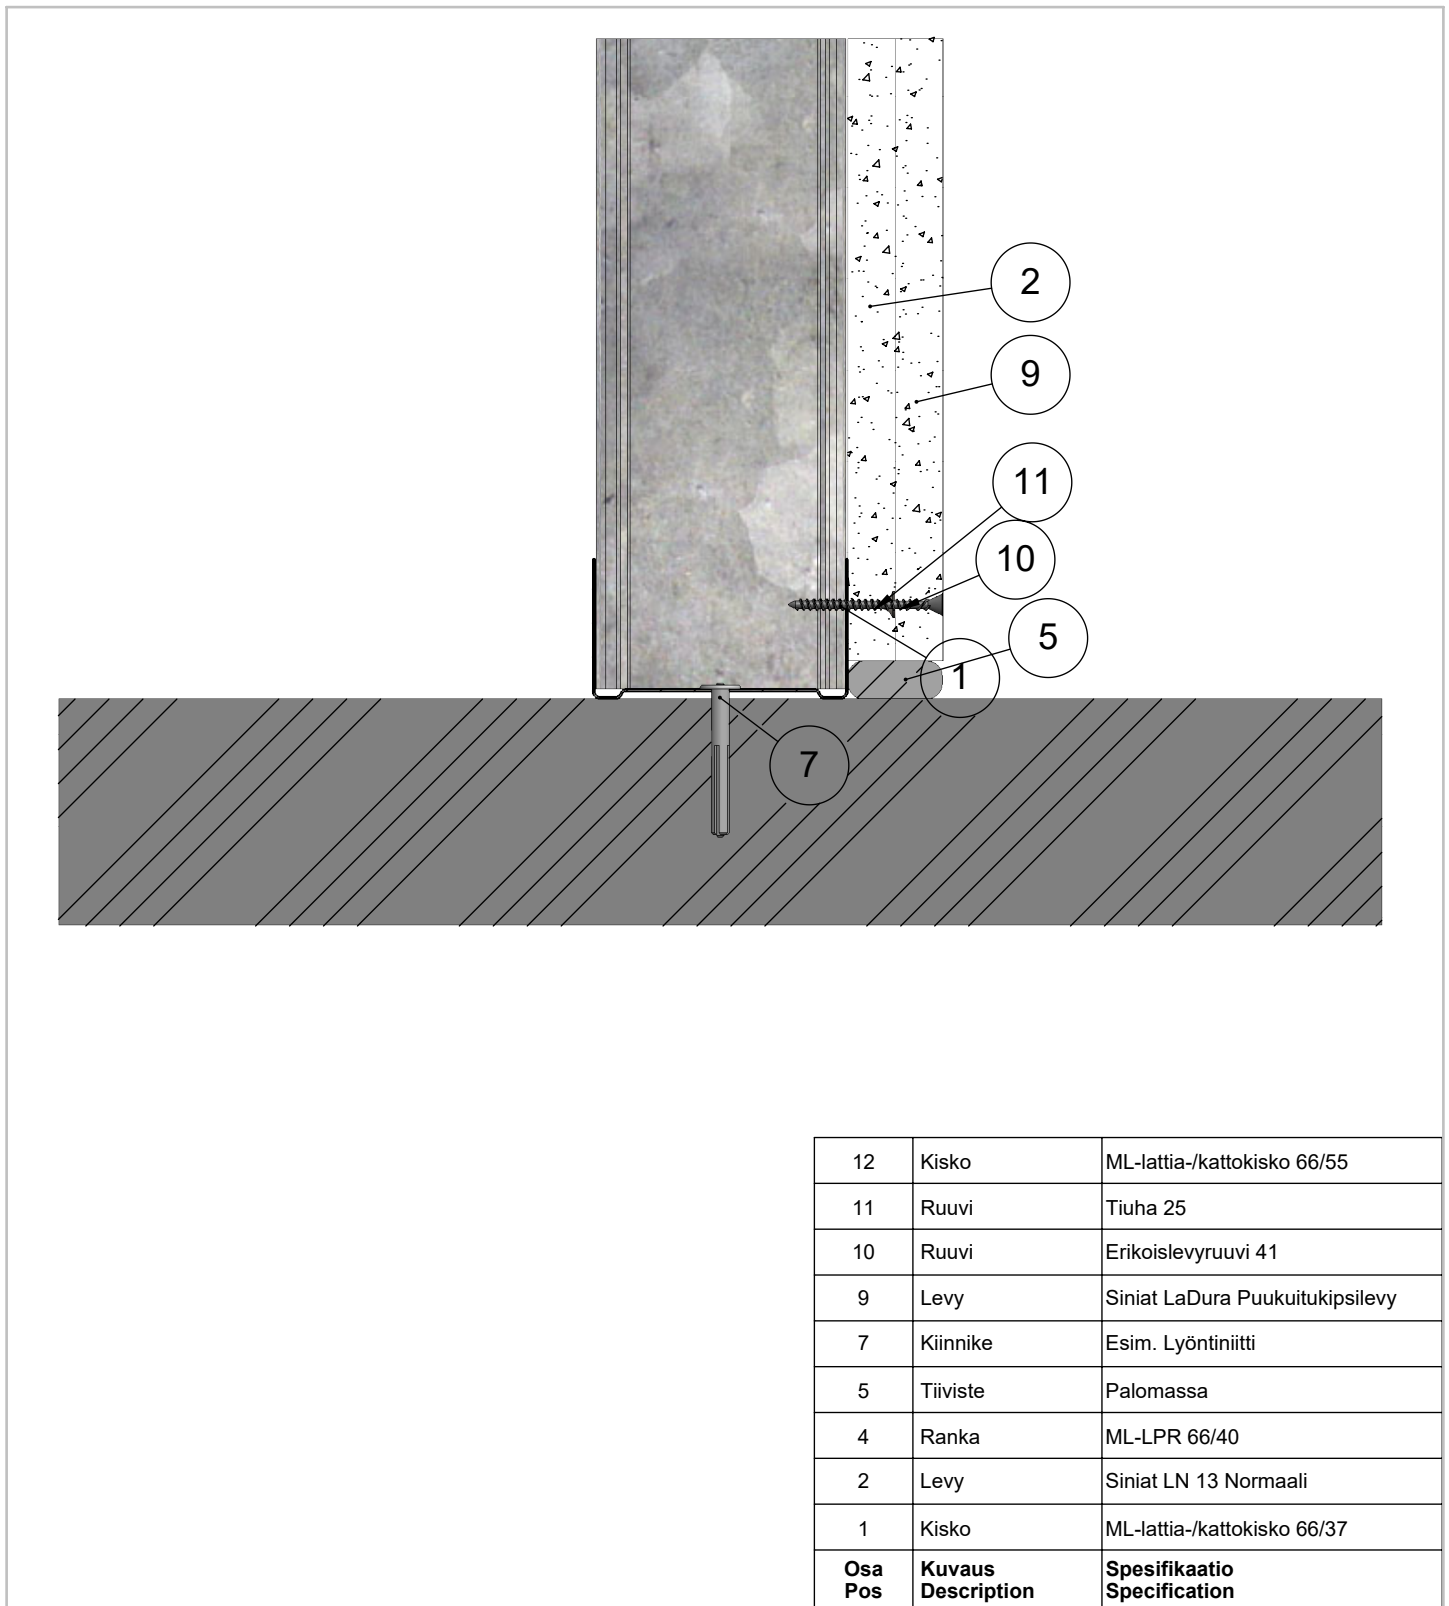 2
9
11
10
5
1
7
12 Kisko ML-lattia-/kattokisko 66/55
11 Ruuvi Tiuha 25
10 Ruuvi Erikoislevyruuvi 41
9 Levy Siniat LaDura Puukuitukipsilevy
7 Kiinnike Esim. Lyöntiniitti
5 Tiiviste Palomassa
4 Ranka ML-LPR 66/40
2 Levy Siniat LN 13 Normaali
1 Kisko ML-lattia-/kattokisko 66/37
Osa Kuvaus Spesifikaatio
Pos Description Specification